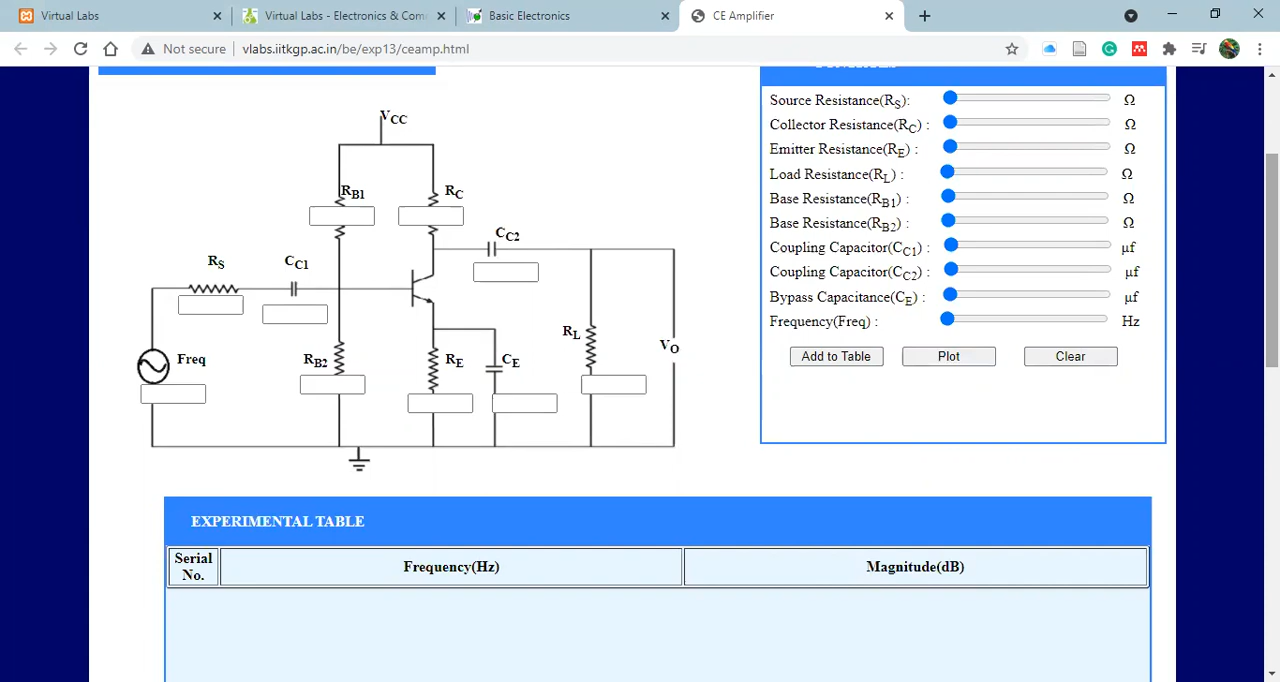 Virtual Labs
Virtual Labs - Electronics & Com
Basic Electronics
CE Amplifier
Not secure
vlabs.iitkgp.ac.in/be/exp13/ceamp.html
VCC
RB1
RC
CC2
RS
CC1
RL
VO
Freq
RB2
RE
CE
Source Resistance(RS): Ω
Collector Resistance(RC) : Ω
Emitter Resistance(RE) : Ω
Load Resistance(RL) : Ω
Base Resistance(RB1) : Ω
Base Resistance(RB2) : Ω
Coupling Capacitor(CC1) : μf
Coupling Capacitor(CC2) : μf
Bypass Capacitance(CE) : μf
Frequency(Freq) : Hz
Add to Table
Plot
Clear
EXPERIMENTAL TABLE
Serial No.
Frequency(Hz)
Magnitude(dB)